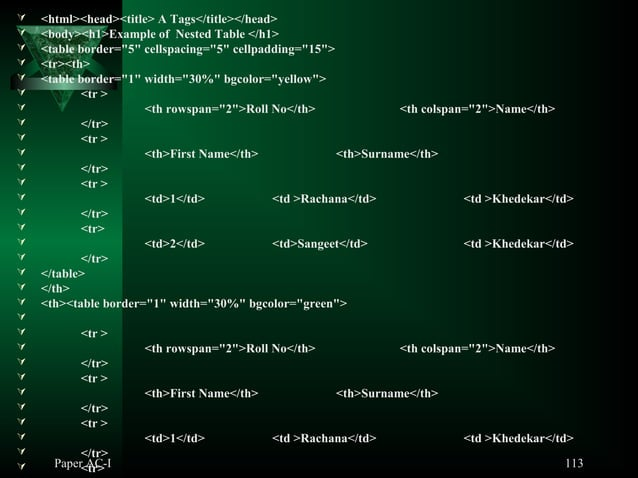 <html><head><title> A Tags</title></head>
<body><h1>Example of  Nested Table </h1>
<table border="5" cellspacing="5" cellpadding="15">
<tr><th>
<table border="1" width="30%" bgcolor="yellow">
<tr >
<th rowspan="2">Roll No</th> <th colspan="2">Name</th>
</tr>
<tr >
<th>First Name</th> <th>Surname</th>
</tr>
<tr >
<td>1</td> <td >Rachana</td> <td >Khedekar</td>
</tr>
<tr>
<td>2</td> <td>Sangeet</td> <td >Khedekar</td>
</tr>
</table>
</th>
<th><table border="1" width="30%" bgcolor="green">
<tr >
<th rowspan="2">Roll No</th> <th colspan="2">Name</th>
</tr>
<tr >
<th>First Name</th> <th>Surname</th>
</tr>
<tr >
<td>1</td> <td >Rachana</td> <td >Khedekar</td>
</tr>
Paper AC-I 113
<tr>